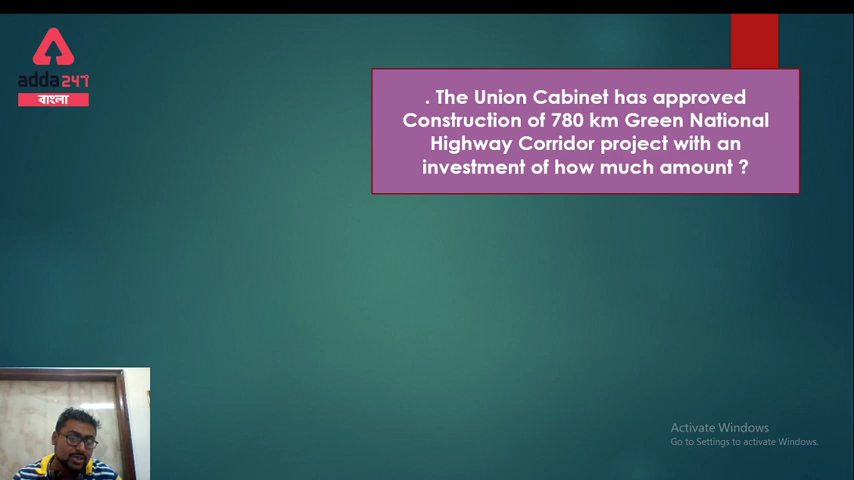 adda247
বাংলা
. The Union Cabinet has approved
Construction of 780 km Green National
Highway Corridor project with an
investment of how much amount ?
Activate Windows
Go to Settings to activate Windows.